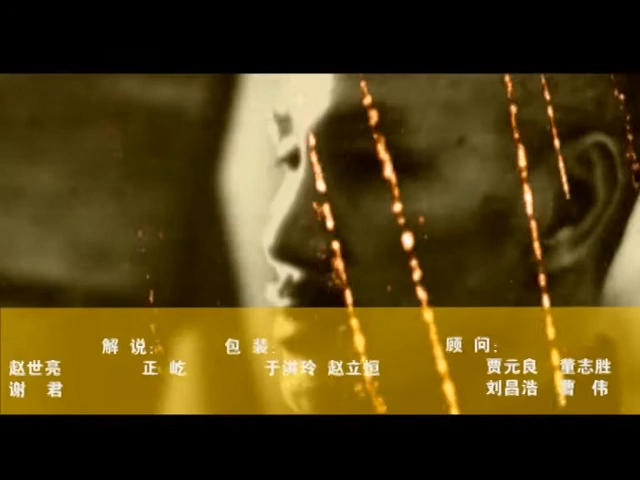 解 说: 包 装: 顾 问:
赵世亮 正 屹 于洪玲 赵立恒 贾元良 董志胜
谢 君 刘昌浩 曹 伟